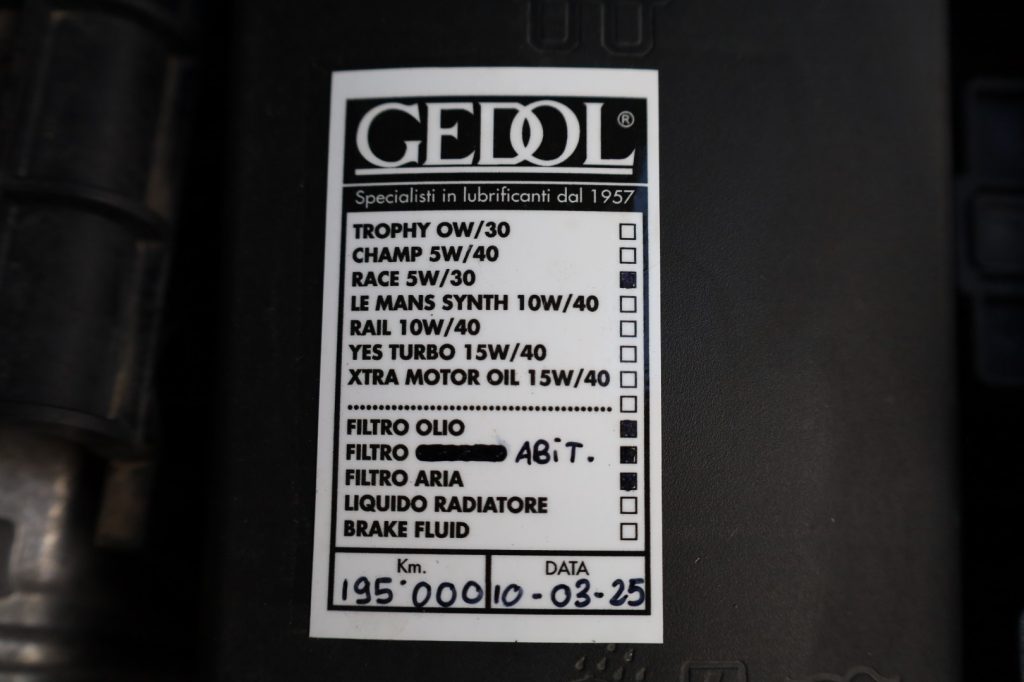 GEDOL®
Specialisti in lubrificanti dal 1957
TROPHY 0W/30
CHAMP 5W/40
RACE 5W/30
LE MANS SYNTH 10W/40
RAIL 10W/40
YES TURBO 15W/40
XTRA MOTOR OIL 15W/40
FILTRO OLIO
FILTRO ABiT.
FILTRO ARIA
LIQUIDO RADIATORE
BRAKE FLUID
Km. DATA
195'000 10-03-25